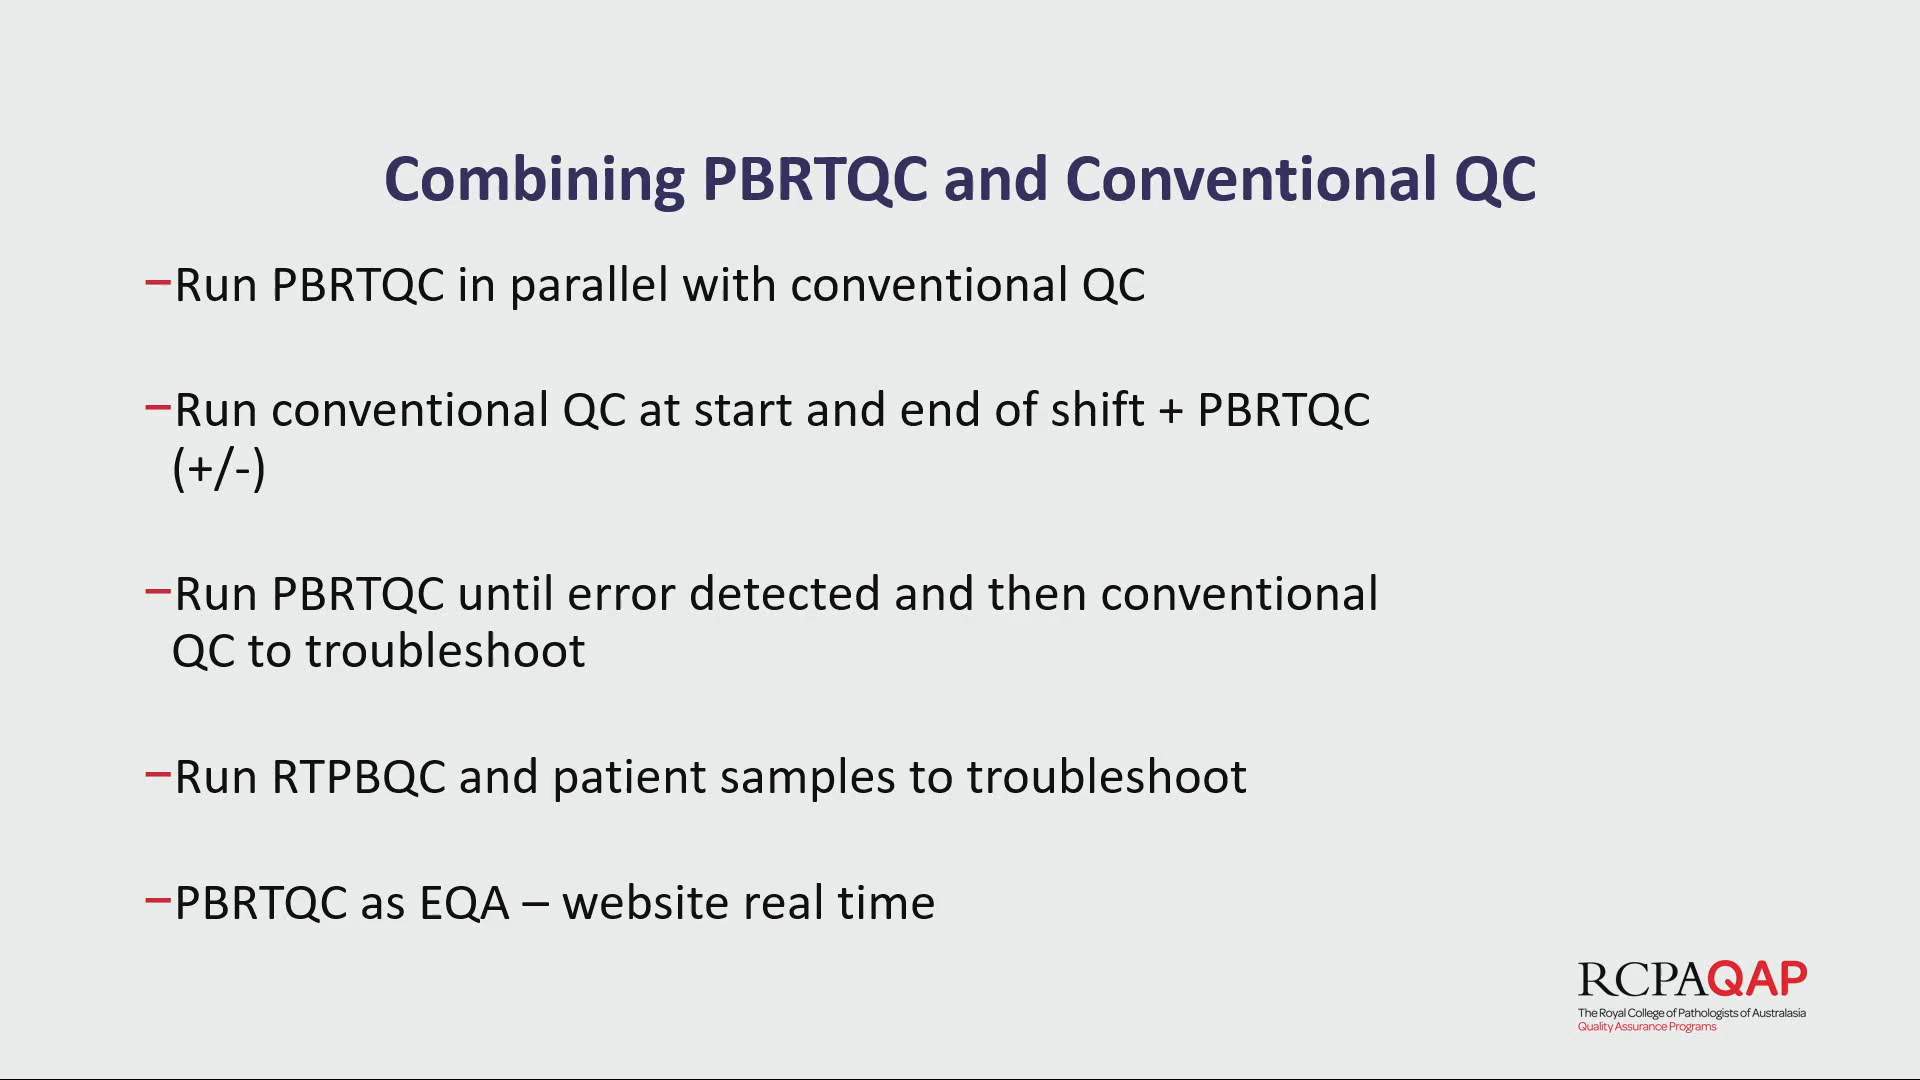 Combining PBRTQC and Conventional QC
–Run PBRTQC in parallel with conventional QC
–Run conventional QC at start and end of shift + PBRTQC
(+/-)
–Run PBRTQC until error detected and then conventional
QC to troubleshoot
–Run RTPBQC and patient samples to troubleshoot
–PBRTQC as EQA – website real time
RCPAQAP
The Royal College of Pathologists of Australasia
Quality Assurance Programs